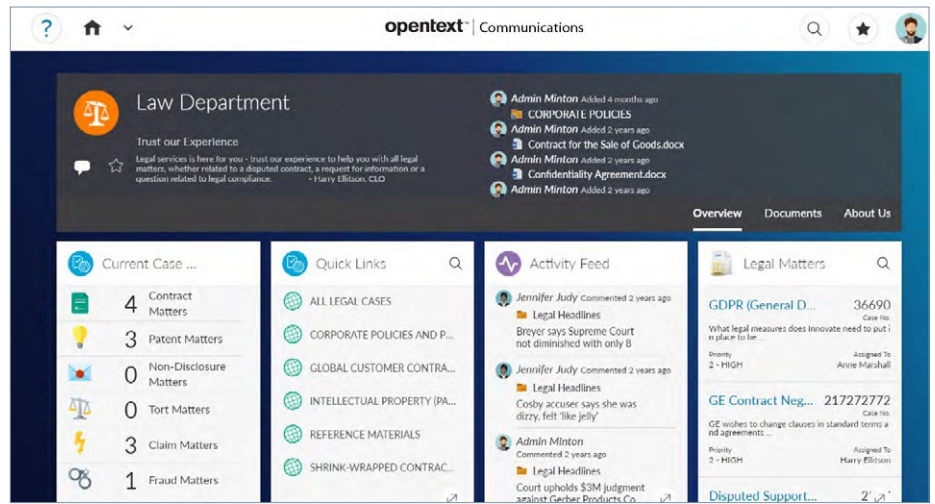 ?
opentext™ | Communications
Law Department
Trust our Experience
Legal services is here for you - trust our experience to help you with all legal
matters, whether related to a disputed contract, a request for information or a
question related to legal compliance. - Harry Ellitson, CLO
Admin Minton Added 4 months ago
CORPORATE POLICIES
Admin Minton Added 2 years ago
Contract for the Sale of Goods.docx
Admin Minton Added 2 years ago
Confidentiality Agreement.docx
Admin Minton Added 2 years ago
Overview Documents About Us
Current Case ...
4 Contract
Matters
3 Patent Matters
0 Non-Disclosure
Matters
0 Tort Matters
3 Claim Matters
1 Fraud Matters
Quick Links
ALL LEGAL CASES
CORPORATE POLICIES AND P...
GLOBAL CUSTOMER CONTRA...
INTELLECTUAL PROPERTY (PA...
REFERENCE MATERIALS
SHRINK-WRAPPED CONTRAC...
Activity Feed
Jennifer Judy Commented 2 years ago
Legal Headlines
Breyer says Supreme Court
not diminished with only 8
Jennifer Judy Commented 2 years ago
Legal Headlines
Cosby accuser says she was
dizzy, felt 'like jelly'
Admin Minton
Commented 2 years ago
Legal Headlines
Court upholds $3M judgment
against Gerber Products Co
Legal Matters
GDPR (General D... 36690
Case No.
What legal measures does Innovate need to put i
n place to be ...
Priority Assigned To
2 - HIGH Anne Marshall
GE Contract Neg... 217272772
Case No.
GE wishes to change clauses in standard terms a
nd agreements ...
Priority Assigned To
2 - HIGH Harry Ellitson
Disputed Support...